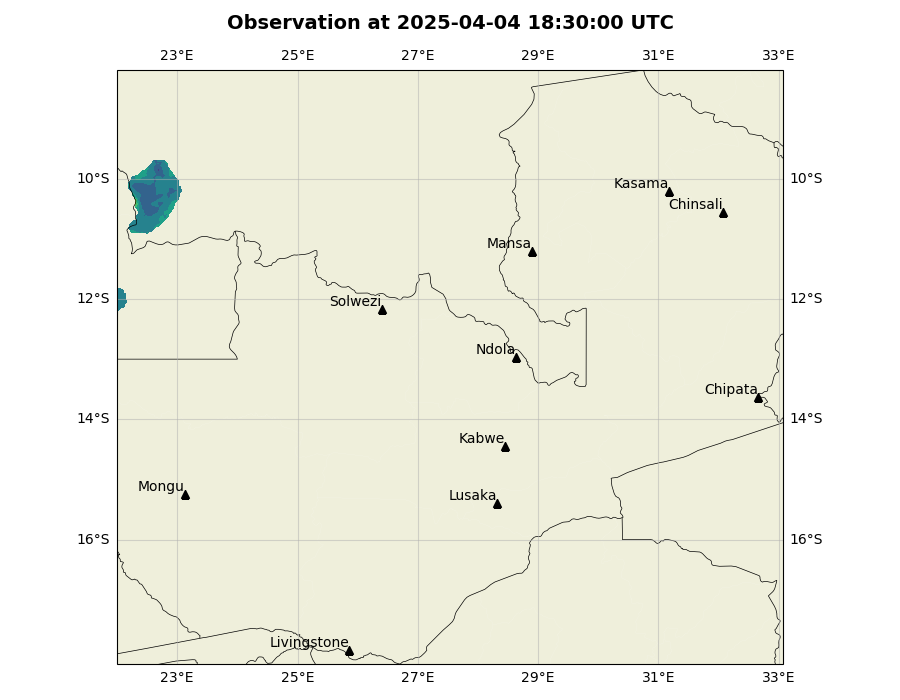 Observation at 2025-04-04 18:30:00 UTC
23°E 25°E 27°E 29°E 31°E 33°E
10°S 10°S
Kasama
Chinsali
Mansa
12°S 12°S
Solwezi
Ndola
Chipata
14°S 14°S
Kabwe
Mongu
Lusaka
16°S 16°S
Livingstone
23°E 25°E 27°E 29°E 31°E 33°E